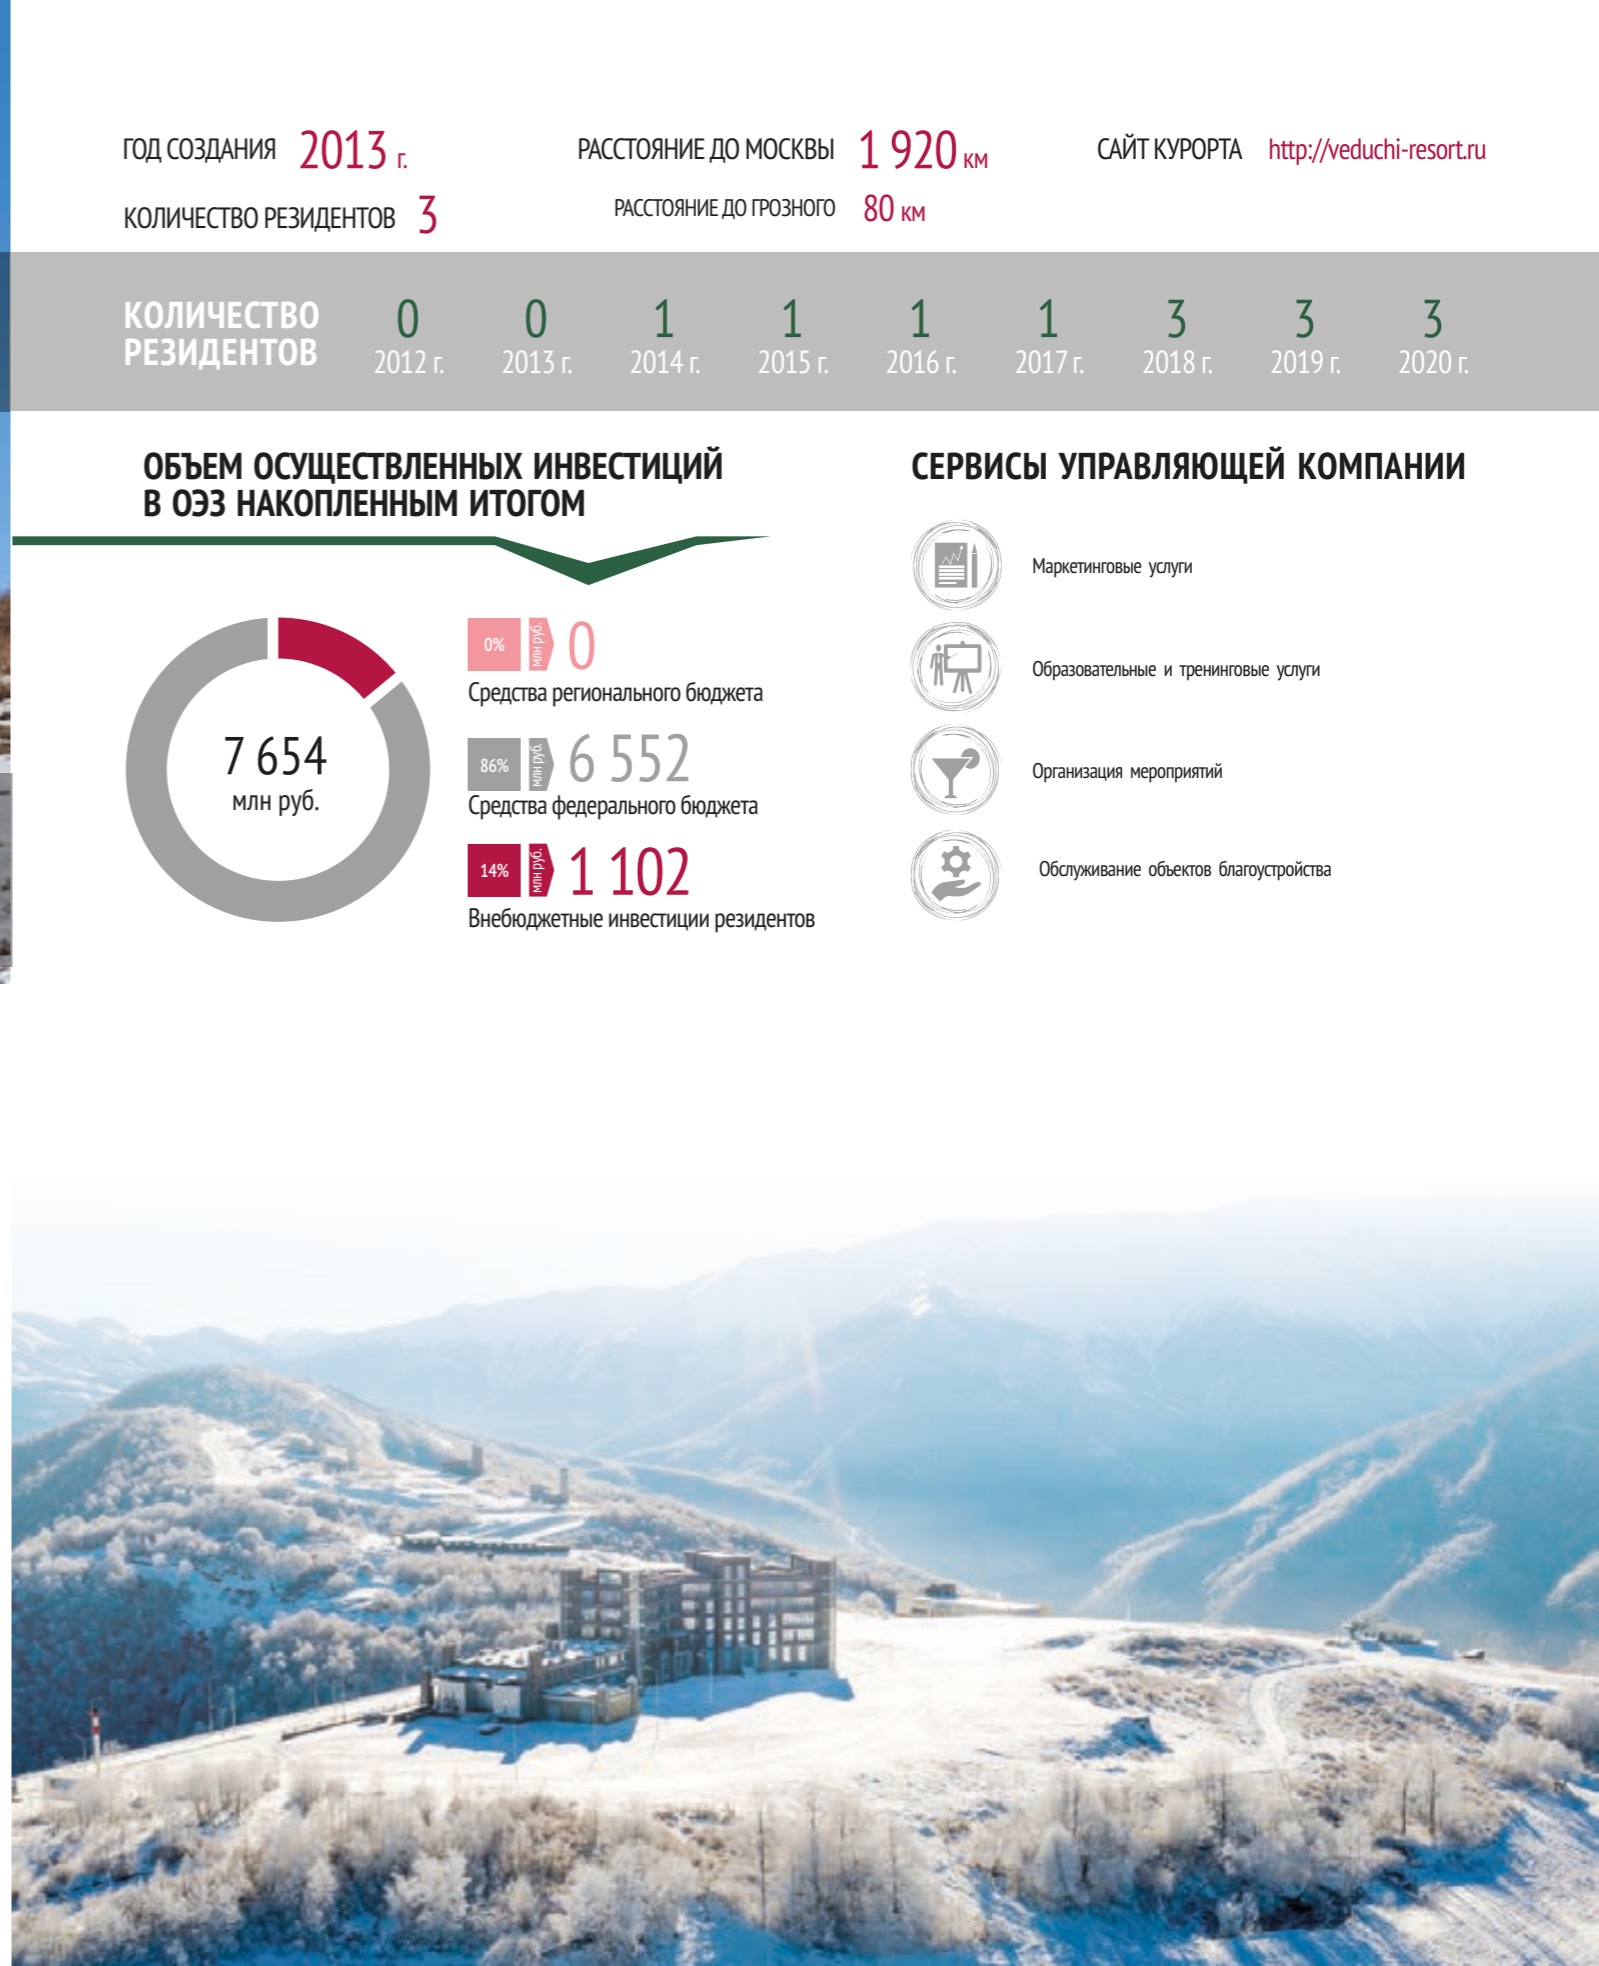 ГОД СОЗДАНИЯ 2013 г.
РАССТОЯНИЕ ДО МОСКВЫ 1 920 км
САЙТ КУРОРТА http://veduchi-resort.ru
КОЛИЧЕСТВО РЕЗИДЕНТОВ 3
РАССТОЯНИЕ ДО ГРОЗНОГО 80 км
КОЛИЧЕСТВО
РЕЗИДЕНТОВ
0 0 1 1 1 1 3 3 3
2012 г. 2013 г. 2014 г. 2015 г. 2016 г. 2017 г. 2018 г. 2019 г. 2020 г.
ОБЪЕМ ОСУЩЕСТВЛЕННЫХ ИНВЕСТИЦИЙ
В ОЭЗ НАКОПЛЕННЫМ ИТОГОМ
7 654
млн руб.
0% млн руб. 0
Средства регионального бюджета
86% млн руб. 6 552
Средства федерального бюджета
14% млн руб. 1 102
Внебюджетные инвестиции резидентов
СЕРВИСЫ УПРАВЛЯЮЩЕЙ КОМПАНИИ
Маркетинговые услуги
Образовательные и тренинговые услуги
Организация мероприятий
Обслуживание объектов благоустройства